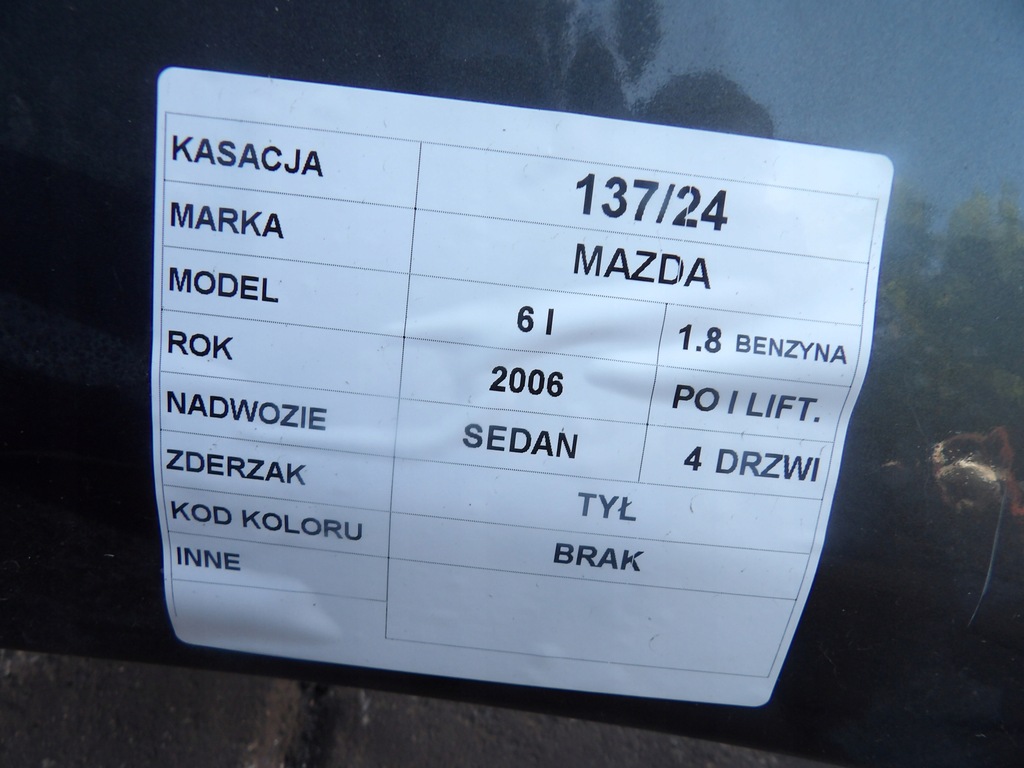 KASACJA 137/24
MARKA MAZDA
MODEL 6 I 1.8 BENZYNA
ROK 2006 PO I LIFT.
NADWOZIE SEDAN 4 DRZWI
ZDERZAK TYŁ
KOD KOLORU BRAK
INNE